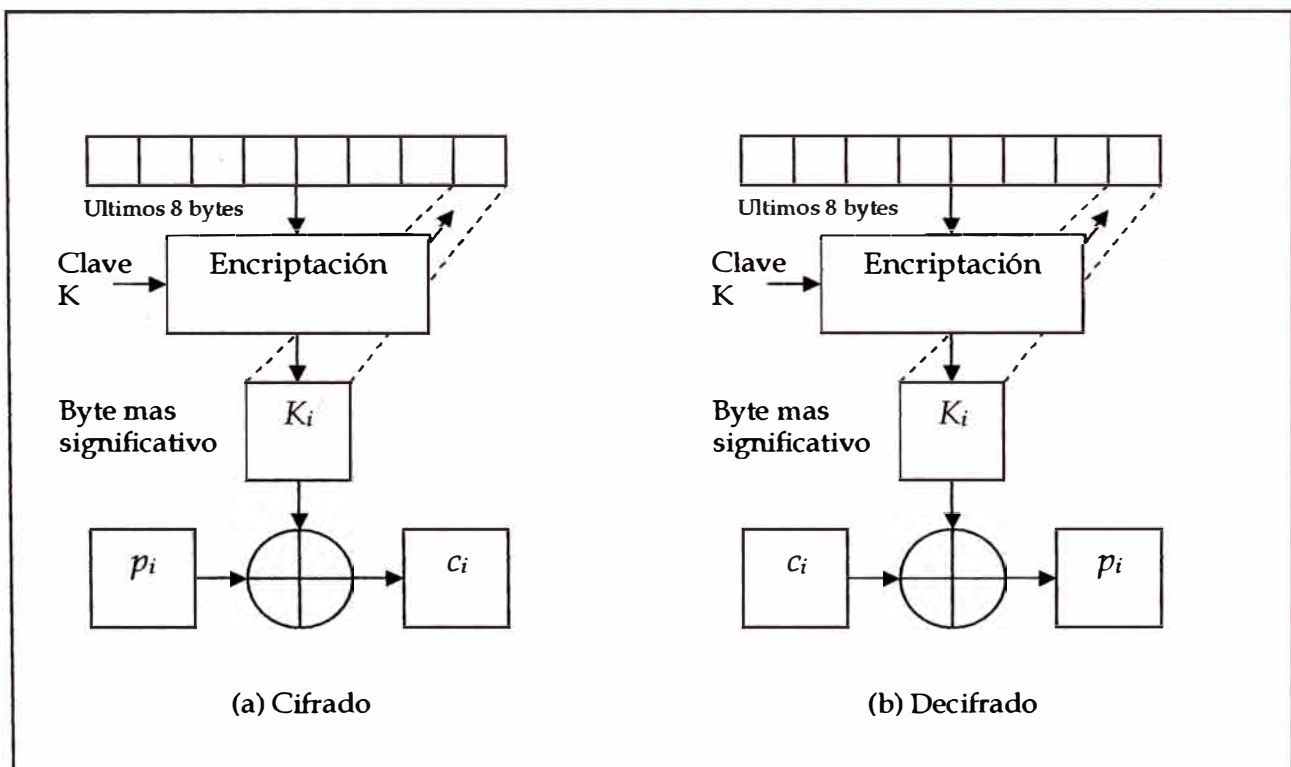 Ultimos 8 bytes
Clave
K
Encriptación
Byte mas
significativo
Ki
pi
ci
(a) Cifrado
Ultimos 8 bytes
Clave
K
Encriptación
Byte mas
significativo
Ki
ci
pi
(b) Decifrado